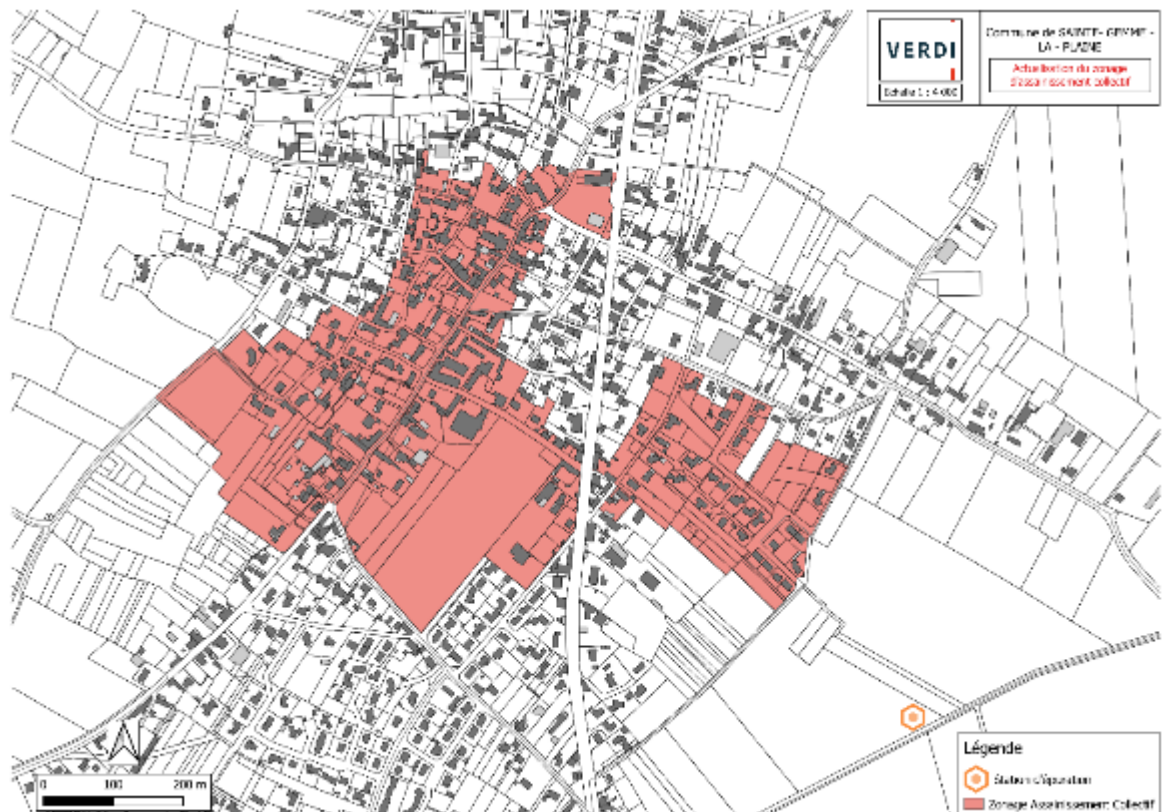 VERDI
Echelle 1 : 4 000
Commune de SAINTE- GEMME -
LA - PLAINE
Actualisation du zonage
d'assainissement collectif
0 100 200 m
Légende
Station d'épuration
Zonage Assainissement Collectif